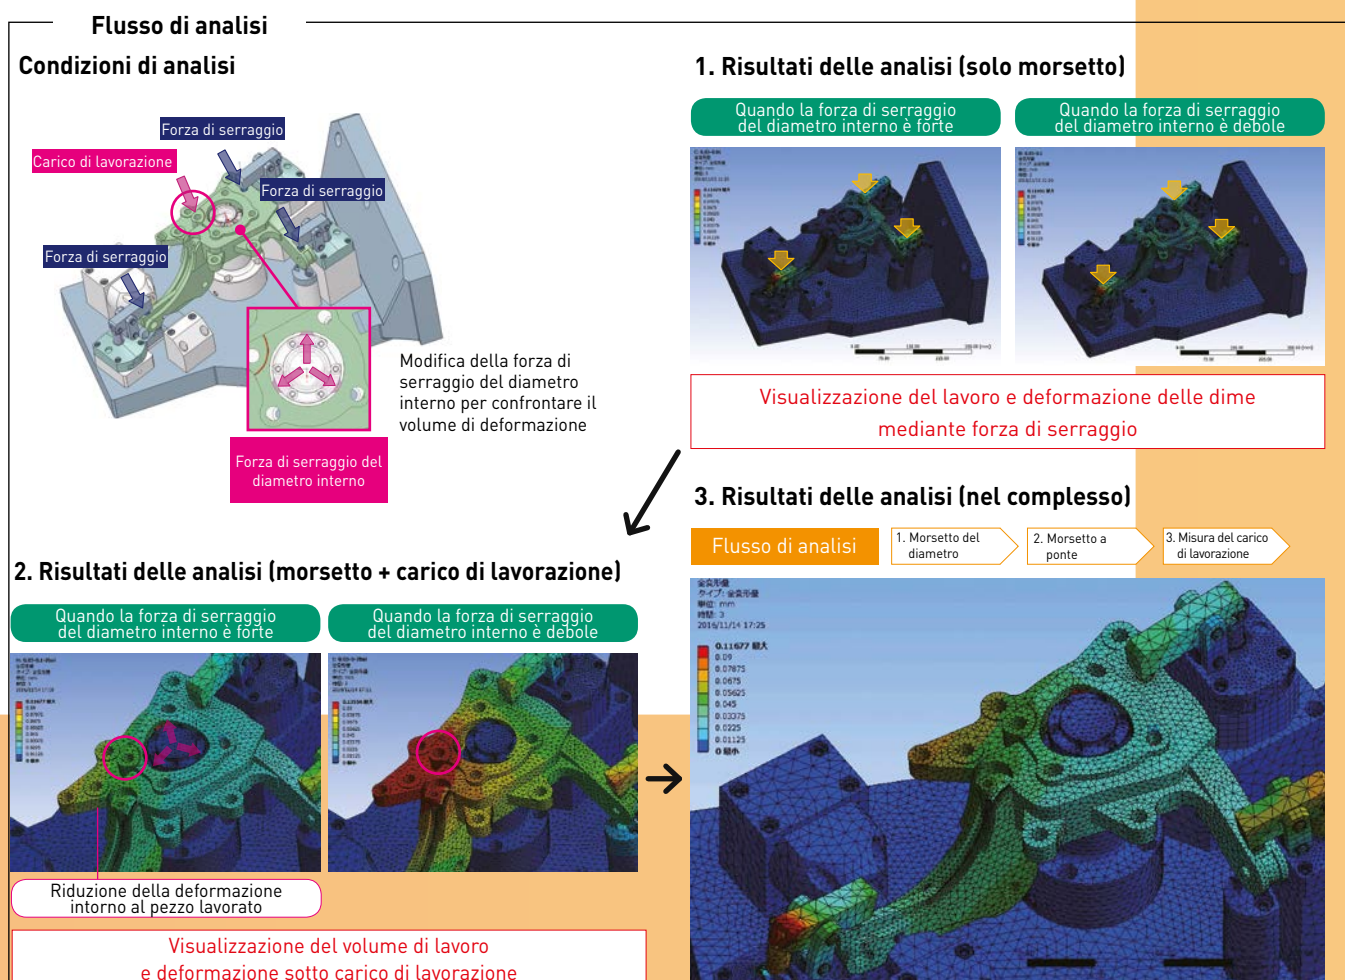 Flusso di analisi
Condizioni di analisi
Forza di serraggio
Carico di lavorazione
Forza di serraggio
Forza di serraggio
Modifica della forza di
serraggio del diametro
interno per confrontare il
volume di deformazione
Forza di serraggio del
diametro interno
1. Risultati delle analisi (solo morsetto)
Quando la forza di serraggio
del diametro interno è forte
Quando la forza di serraggio
del diametro interno è debole
Visualizzazione del lavoro e deformazione delle dime
mediante forza di serraggio
2. Risultati delle analisi (morsetto + carico di lavorazione)
Quando la forza di serraggio
del diametro interno è forte
Quando la forza di serraggio
del diametro interno è debole
Riduzione della deformazione
intorno al pezzo lavorato
Visualizzazione del volume di lavoro
e deformazione sotto carico di lavorazione
3. Risultati delle analisi (nel complesso)
Flusso di analisi
1. Morsetto del
diametro
2. Morsetto a
ponte
3. Misura del carico
di lavorazione
全変形量
タイプ: 全変形量
単位: mm
時間: 3
2016/11/14 17:25
0.11677 最大
0.09
0.07875
0.0675
0.05625
0.045
0.03375
0.0225
0.01125
0 最小